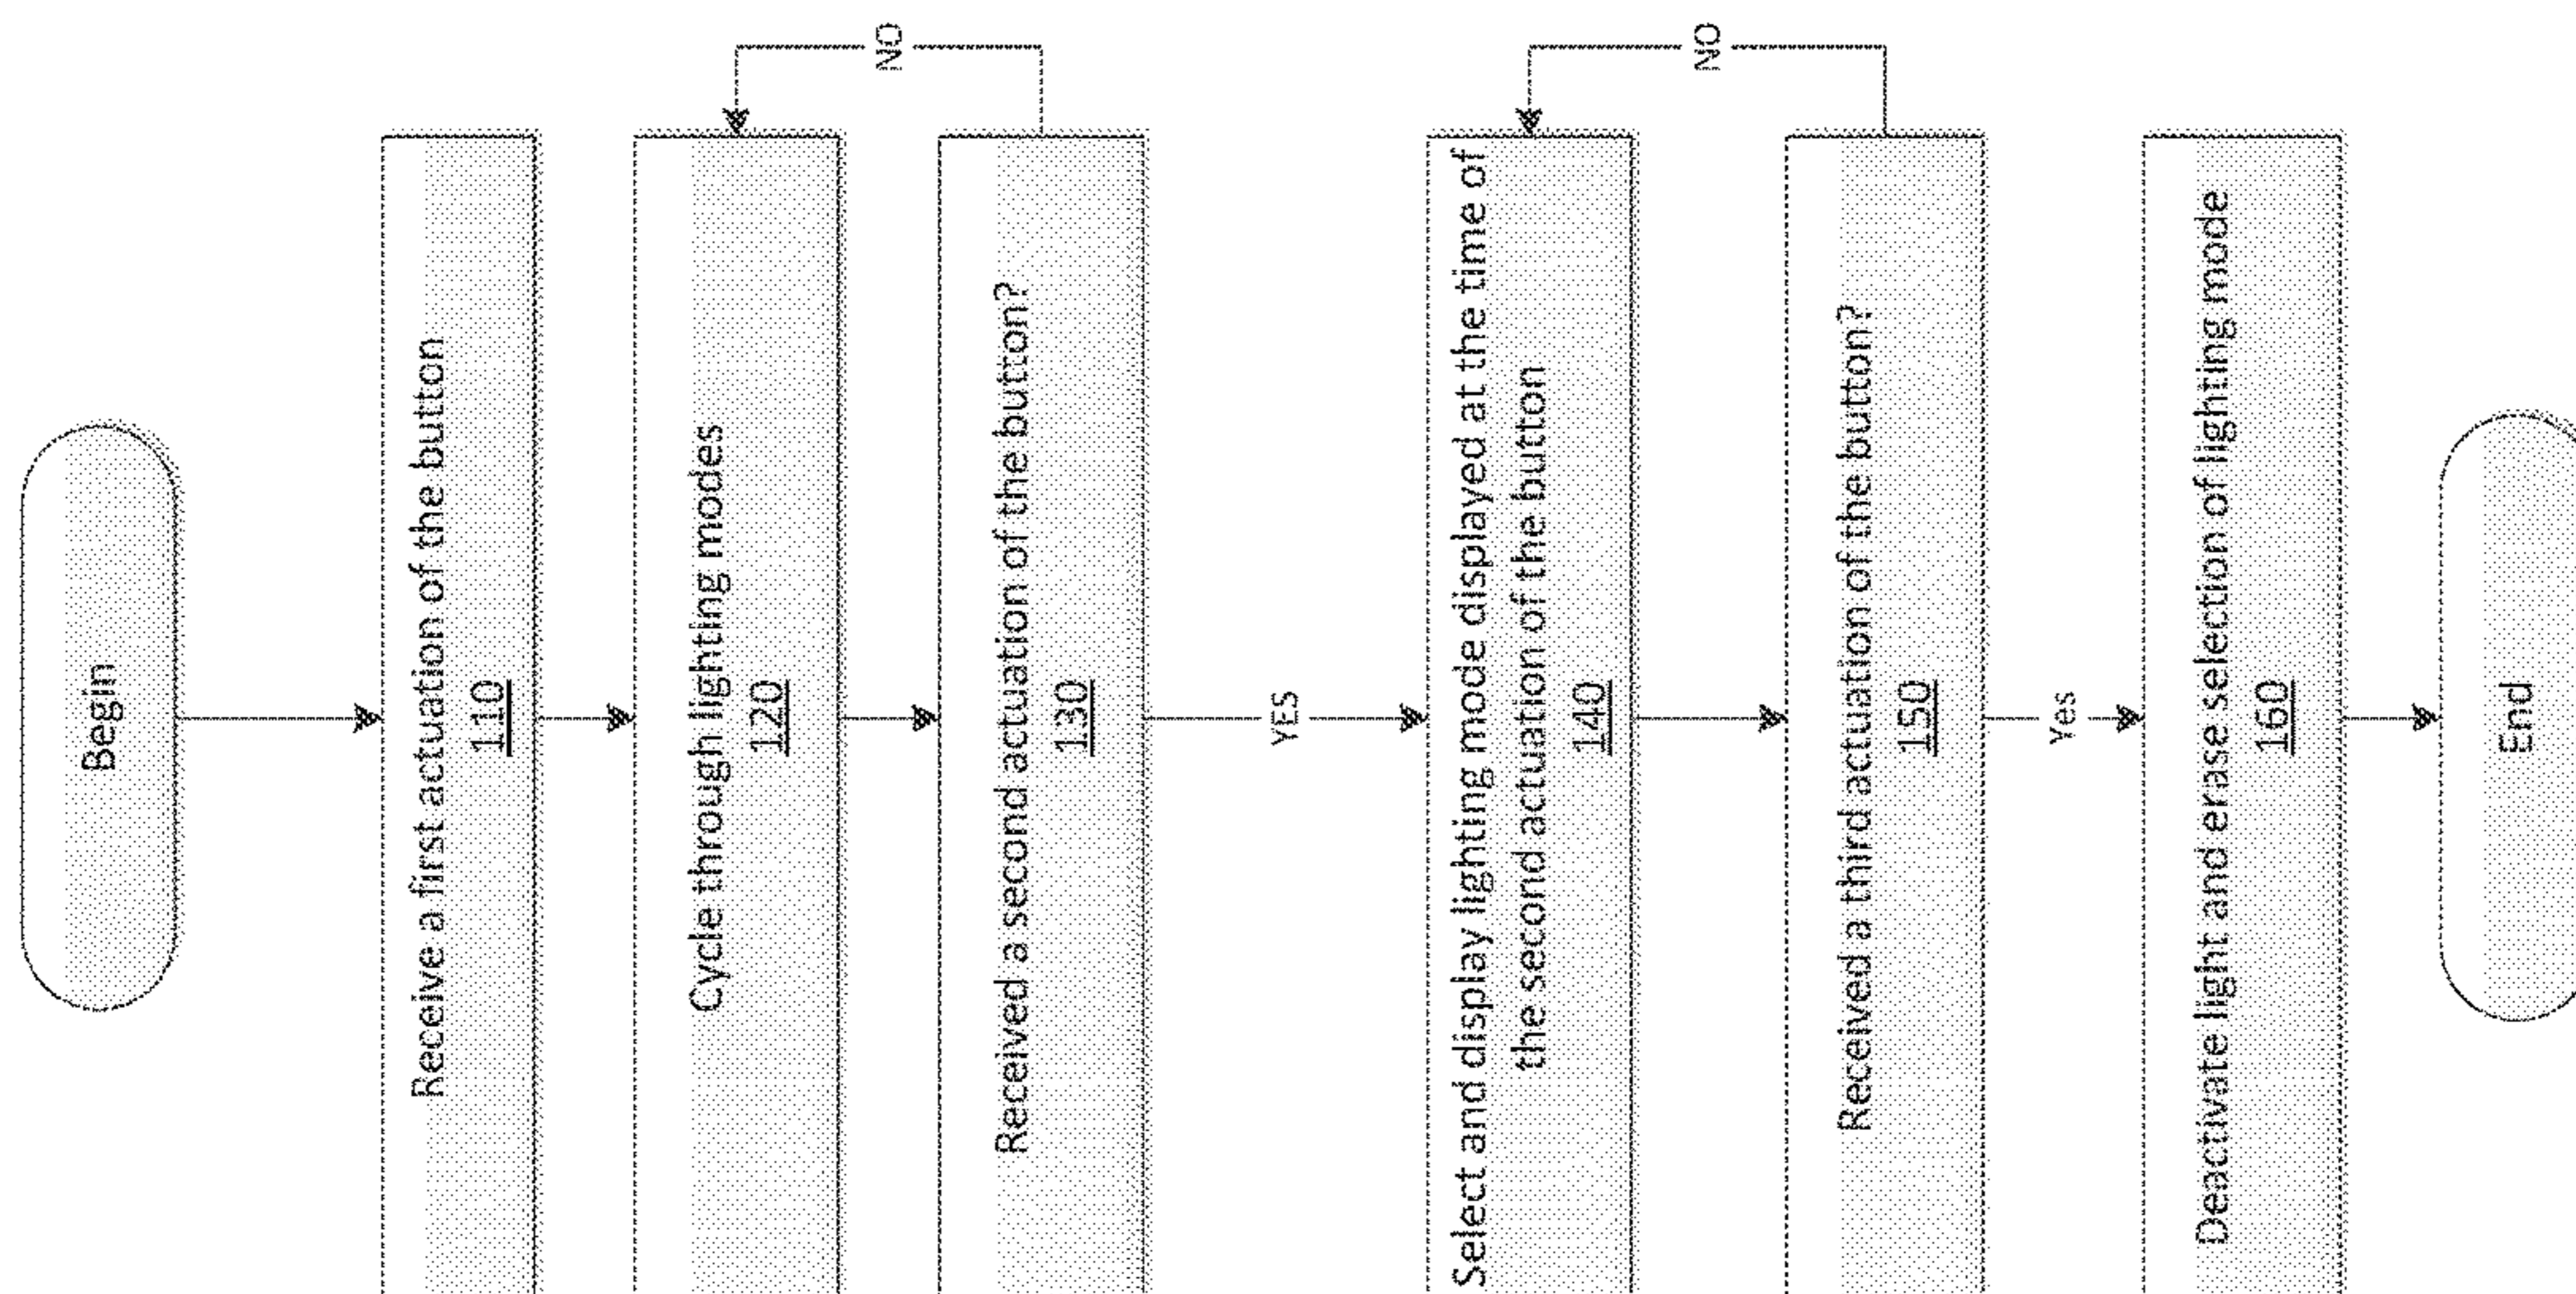 Begin
Receive a first actuation of the button
110
Cycle through lighting modes
120
NO
Received a second actuation of the button?
130
YES
Select and display lighting mode displayed at the time of
the second actuation of the button
140
NO
Received a third actuation of the button?
150
Yes
Deactivate light and erase selection of lighting mode
160
End